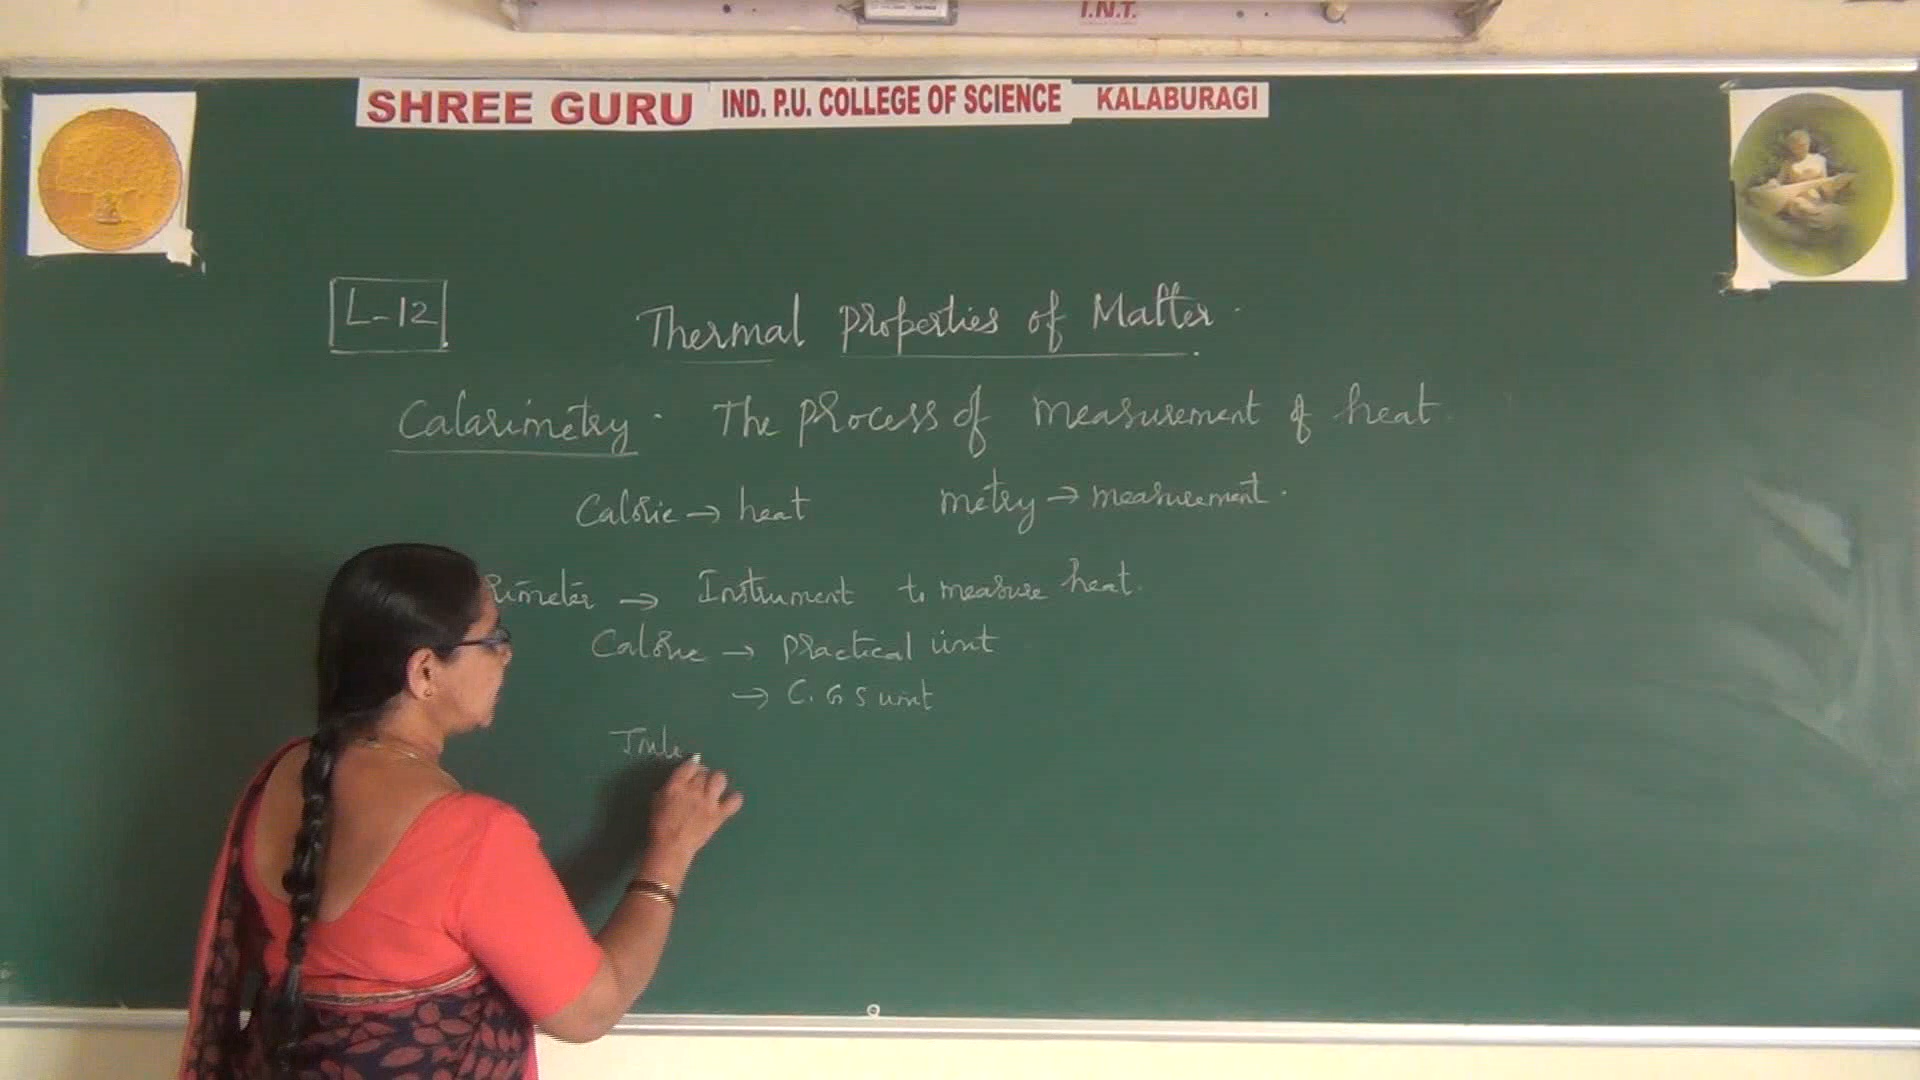 I.N.T.
SHREE GURU IND. P.U. COLLEGE OF SCIENCE KALABURAGI
L-12
Thermal Properties of Matter.
Calarimetry. The process of measurement of heat.
Calorie → heat metry → measurement.
rimeter → Instrument to measure heat.
Calorie → practical unit
→ C.G S unit